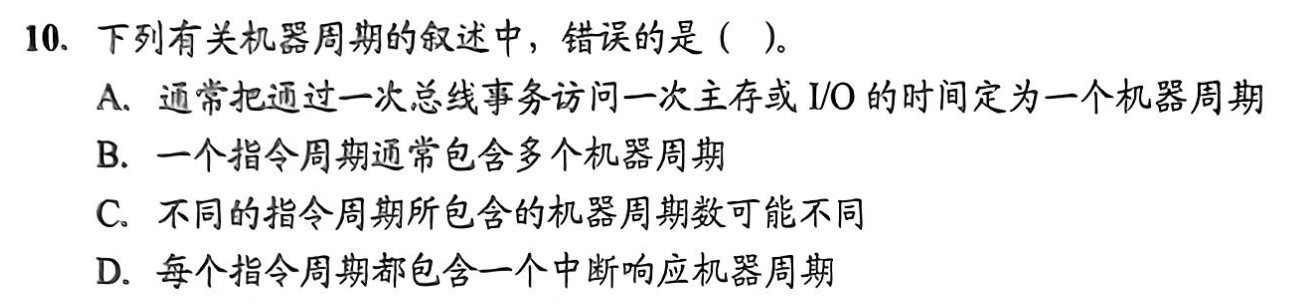 10. 下列有关机器周期的叙述中，错误的是（ ）。
A. 通常把通过一次总线事务访问一次主存或 I/O 的时间定为一个机器周期
B. 一个指令周期通常包含多个机器周期
C. 不同的指令周期所包含的机器周期数可能不同
D. 每个指令周期都包含一个中断响应机器周期